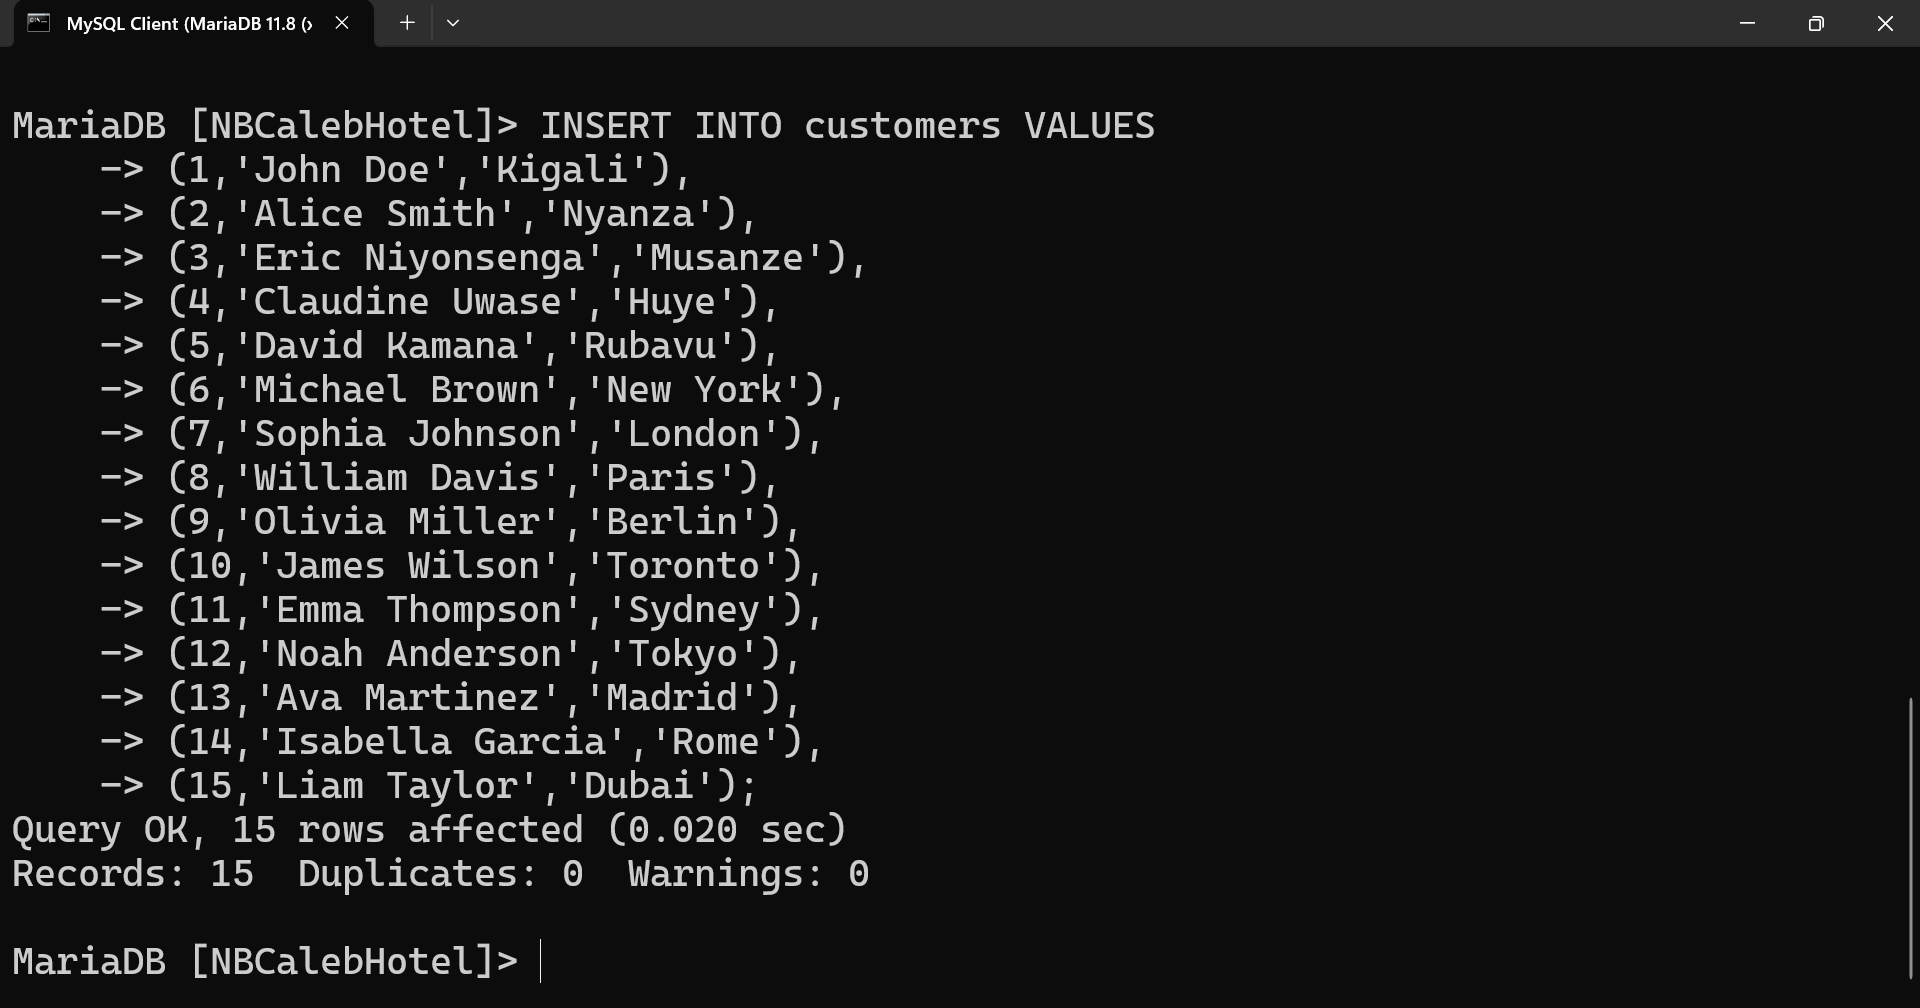 MySQL Client (MariaDB 11.8 (x
MariaDB [NBCalebHotel]> INSERT INTO customers VALUES
    -> (1,'John Doe','Kigali'),
    -> (2,'Alice Smith','Nyanza'),
    -> (3,'Eric Niyonsenga','Musanze'),
    -> (4,'Claudine Uwase','Huye'),
    -> (5,'David Kamana','Rubavu'),
    -> (6,'Michael Brown','New York'),
    -> (7,'Sophia Johnson','London'),
    -> (8,'William Davis','Paris'),
    -> (9,'Olivia Miller','Berlin'),
    -> (10,'James Wilson','Toronto'),
    -> (11,'Emma Thompson','Sydney'),
    -> (12,'Noah Anderson','Tokyo'),
    -> (13,'Ava Martinez','Madrid'),
    -> (14,'Isabella Garcia','Rome'),
    -> (15,'Liam Taylor','Dubai');
Query OK, 15 rows affected (0.020 sec)
Records: 15  Duplicates: 0  Warnings: 0
MariaDB [NBCalebHotel]>